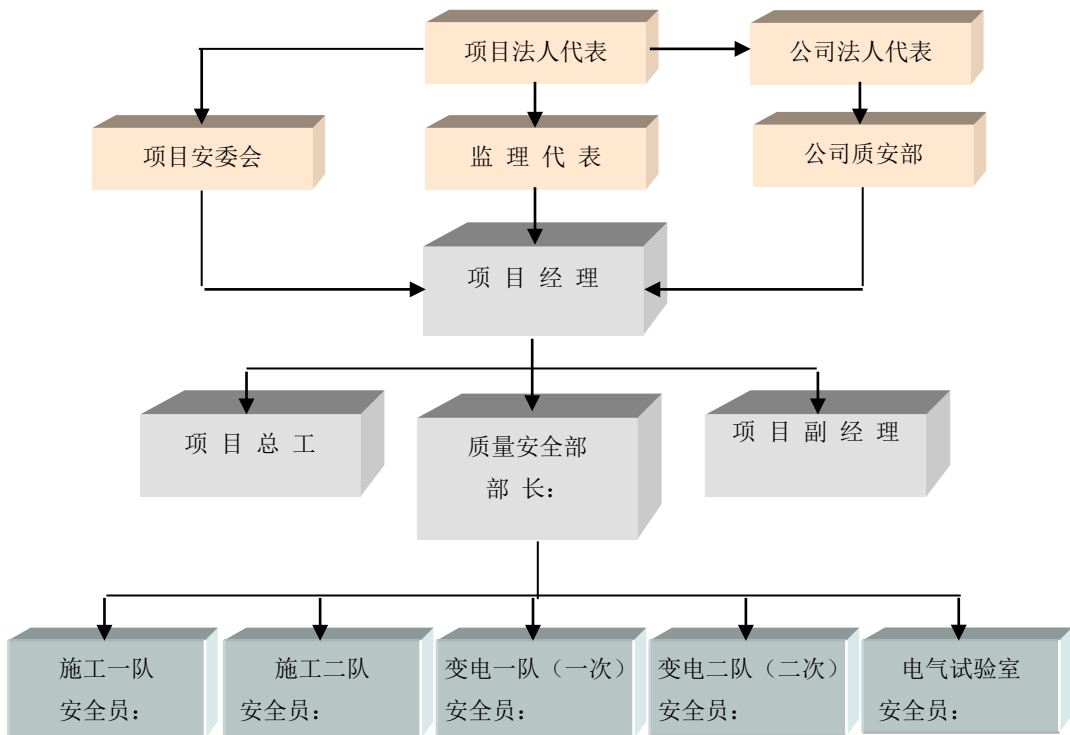 项目法人代表
公司法人代表
项目安委会
监 理 代 表
公司质安部
项 目 经 理
项 目 总 工
质量安全部
部 长：
项 目 副 经 理
施工一队
安全员：
施工二队
安全员：
变电一队（一次）
安全员：
变电二队（二次）
安全员：
电气试验室
安全员：